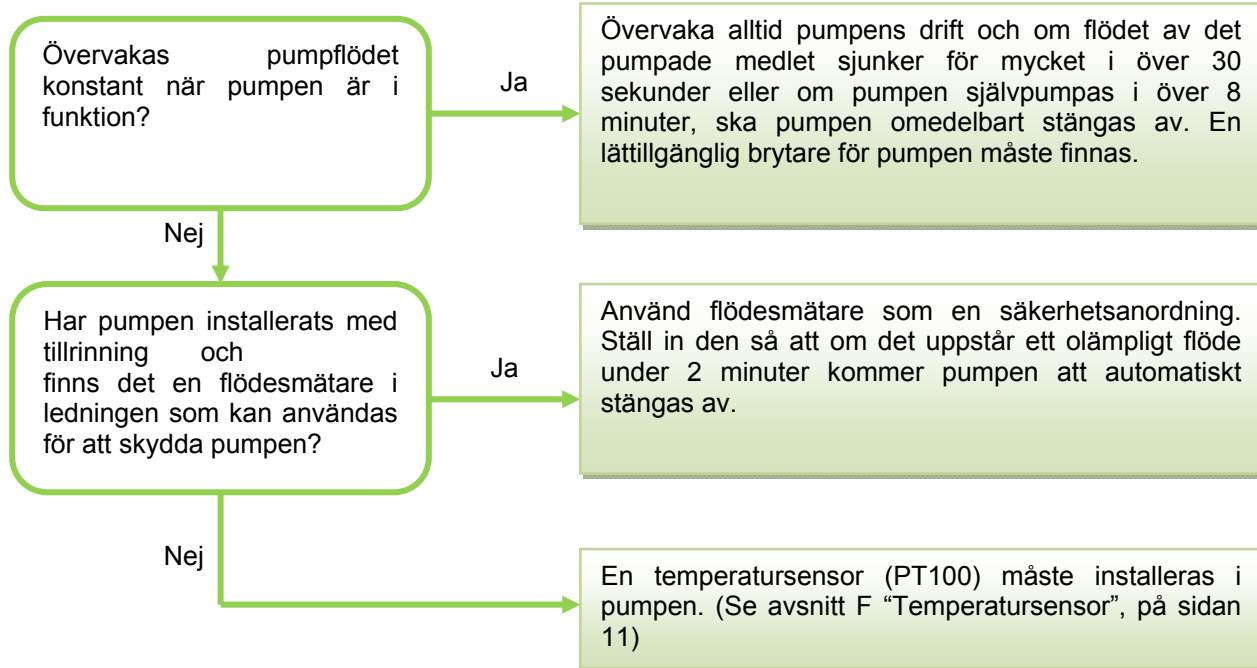 Övervakas pumpflödet
konstant när pumpen är i
funktion?
Ja
Övervaka alltid pumpens drift och om flödet av det
pumpade medlet sjunker för mycket i över 30
sekunder eller om pumpen självpumpas i över 8
minuter, ska pumpen omedelbart stängas av. En
lättillgänglig brytare för pumpen måste finnas.
Nej
Har pumpen installerats med
tillrinning och
finns det en flödesmätare i
ledningen som kan användas
för att skydda pumpen?
Ja
Använd flödesmätare som en säkerhetsanordning.
Ställ in den så att om det uppstår ett olämpligt flöde
under 2 minuter kommer pumpen att automatiskt
stängas av.
Nej
En temperatursensor (PT100) måste installeras i
pumpen. (Se avsnitt F “Temperatursensor”, på sidan
11)